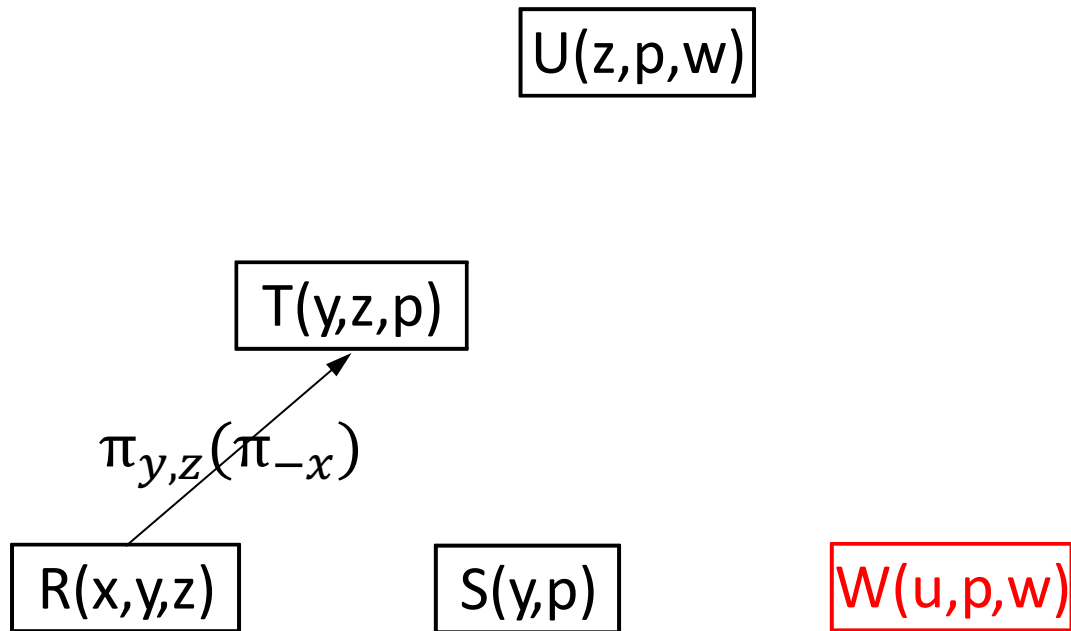 U(z,p,w)
T(y,z,p)
π_{y,z}(π_{−x})
R(x,y,z)
S(y,p)
W(u,p,w)